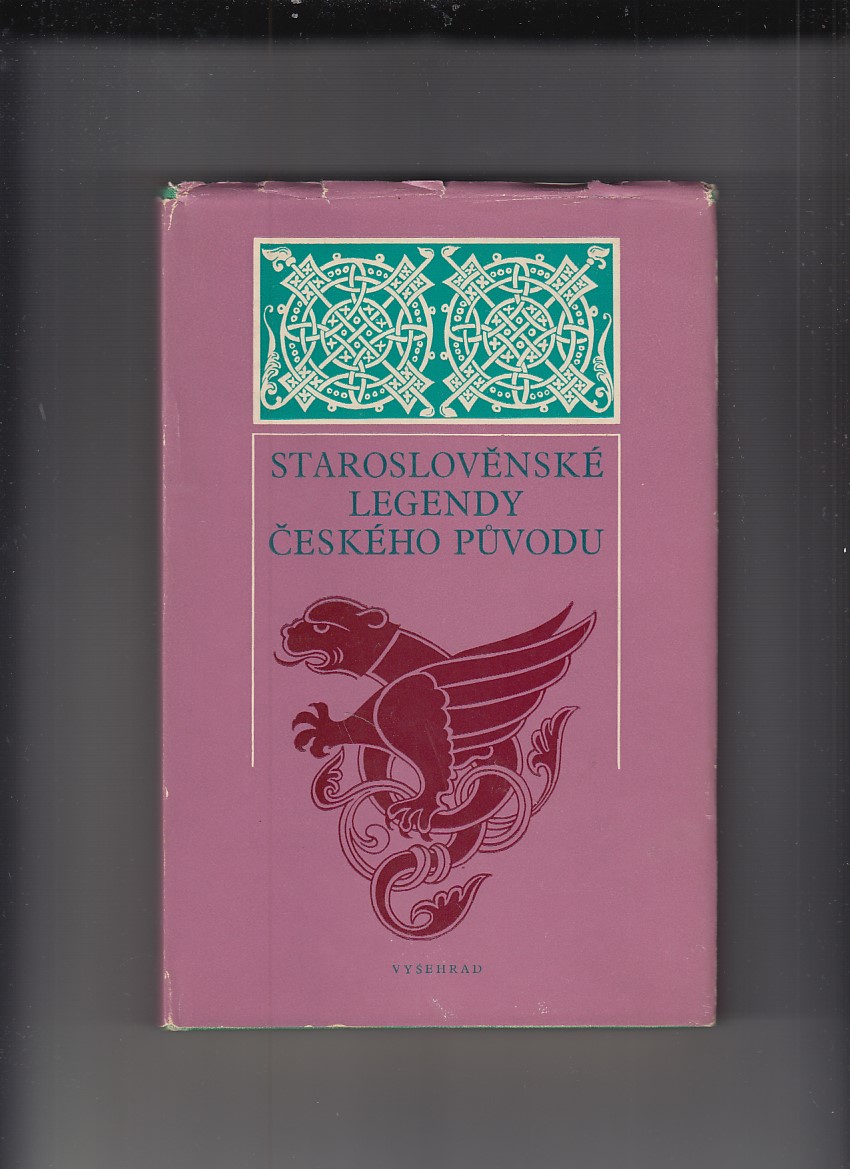 STAROSLOVĚNSKÉ
LEGENDY
ČESKÉHO PŮVODU
VYŠEHRAD